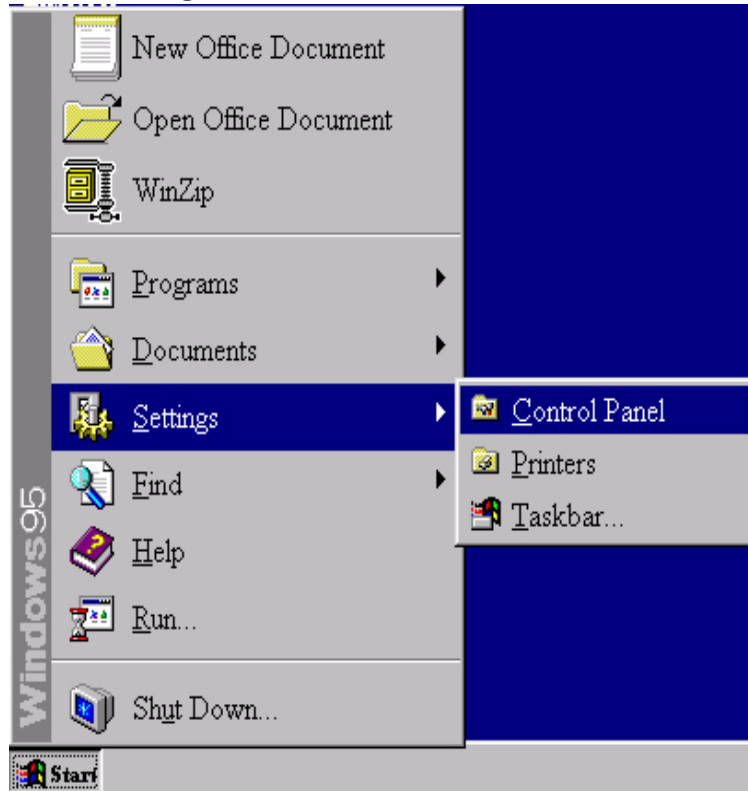 New Office Document
Open Office Document
WinZip
Programs
Documents
Settings
Control Panel
Printers
Taskbar...
Find
Help
Run...
Shut Down...
Windows95
Start